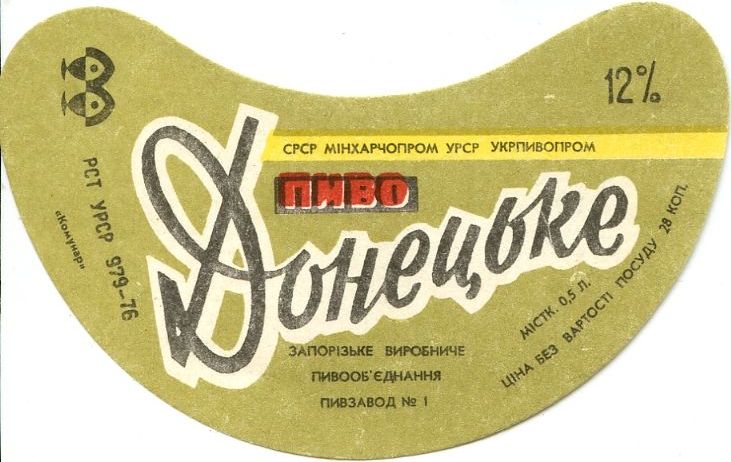 12%
СРСР МІНХАРЧОПРОМ УРСР УКРПИВОПРОМ
ПИВО
Донецьке
ЗАПОРІЗЬКЕ ВИРОБНИЧЕ
ПИВООБ'ЄДНАННЯ
ПИВЗАВОД № 1
МІСТК. 0,5 Л.
ЦІНА БЕЗ ВАРТОСТІ ПОСУДУ 28 КОП.
РСТ УРСР 979-76
«Комунар»